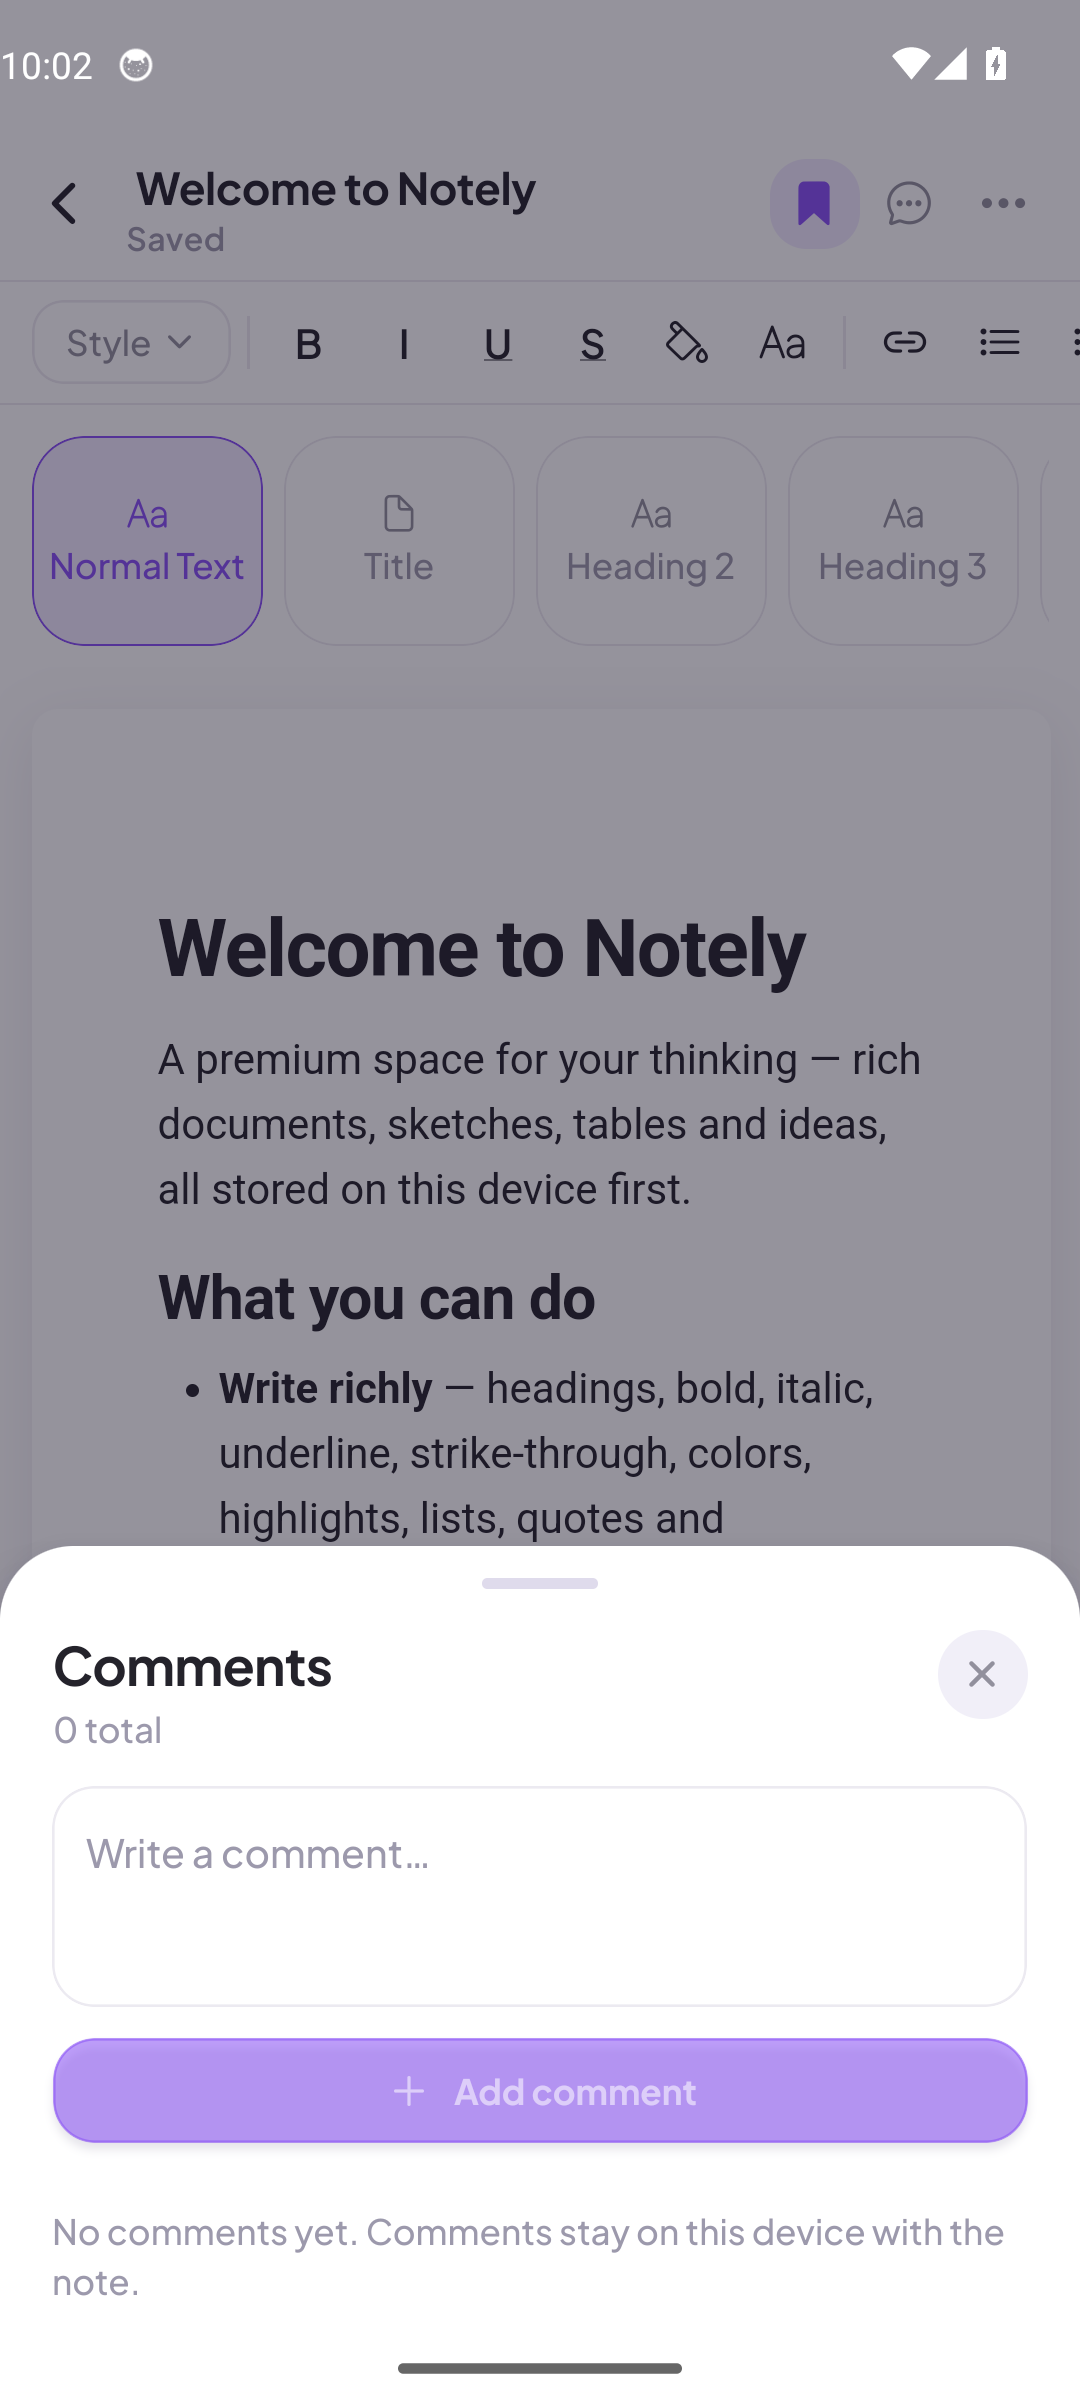 10:02
Welcome to Notely
Saved
Style
B I U S Aa
Aa
Normal Text
Title
Aa
Heading 2
Aa
Heading 3
Welcome to Notely
A premium space for your thinking — rich
documents, sketches, tables and ideas,
all stored on this device first.
What you can do
• Write richly — headings, bold, italic,
underline, strike-through, colors,
highlights, lists, quotes and
Comments
0 total
Write a comment...
Add comment
No comments yet. Comments stay on this device with the
note.